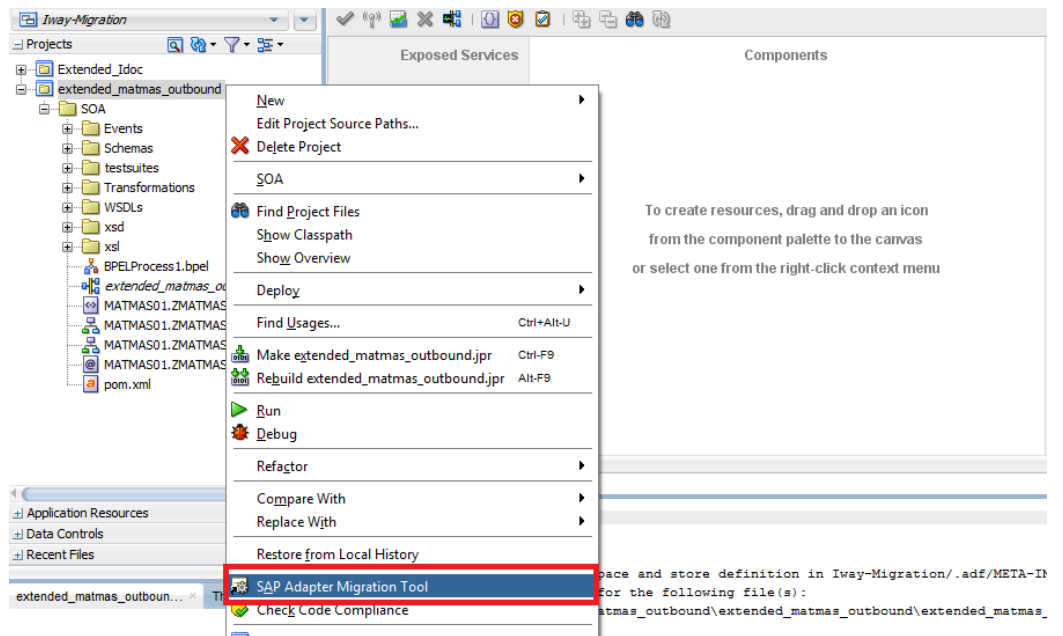 Iway-Migration
Projects
Extended_Idoc
extended_matmas_outbound
SOA
Events
Schemas
testsuites
Transformations
WSDLs
xsd
xsl
BPELProcess1.bpel
extended_matmas_ou
MATMAS01.ZMATMAS
MATMAS01.ZMATMAS
MATMAS01.ZMATMAS
MATMAS01.ZMATMAS
pom.xml
Application Resources
Data Controls
Recent Files
extended_matmas_outboun...
New
Edit Project Source Paths...
Delete Project
SOA
Find Project Files
Show Classpath
Show Overview
Deploy
Find Usages... Ctrl+Alt-U
Make extended_matmas_outbound.jpr Ctrl-F9
Rebuild extended_matmas_outbound.jpr Alt-F9
Run
Debug
Refactor
Compare With
Replace With
Restore from Local History
SAP Adapter Migration Tool
Check Code Compliance
Exposed Services
Components
To create resources, drag and drop an icon
from the component palette to the canvas
or select one from the right-click context menu
pace and store definition in Iway-Migration/.adf/META-IN
for the following file(s):
atmas_outbound\extended_matmas_outbound\extended_matmas_